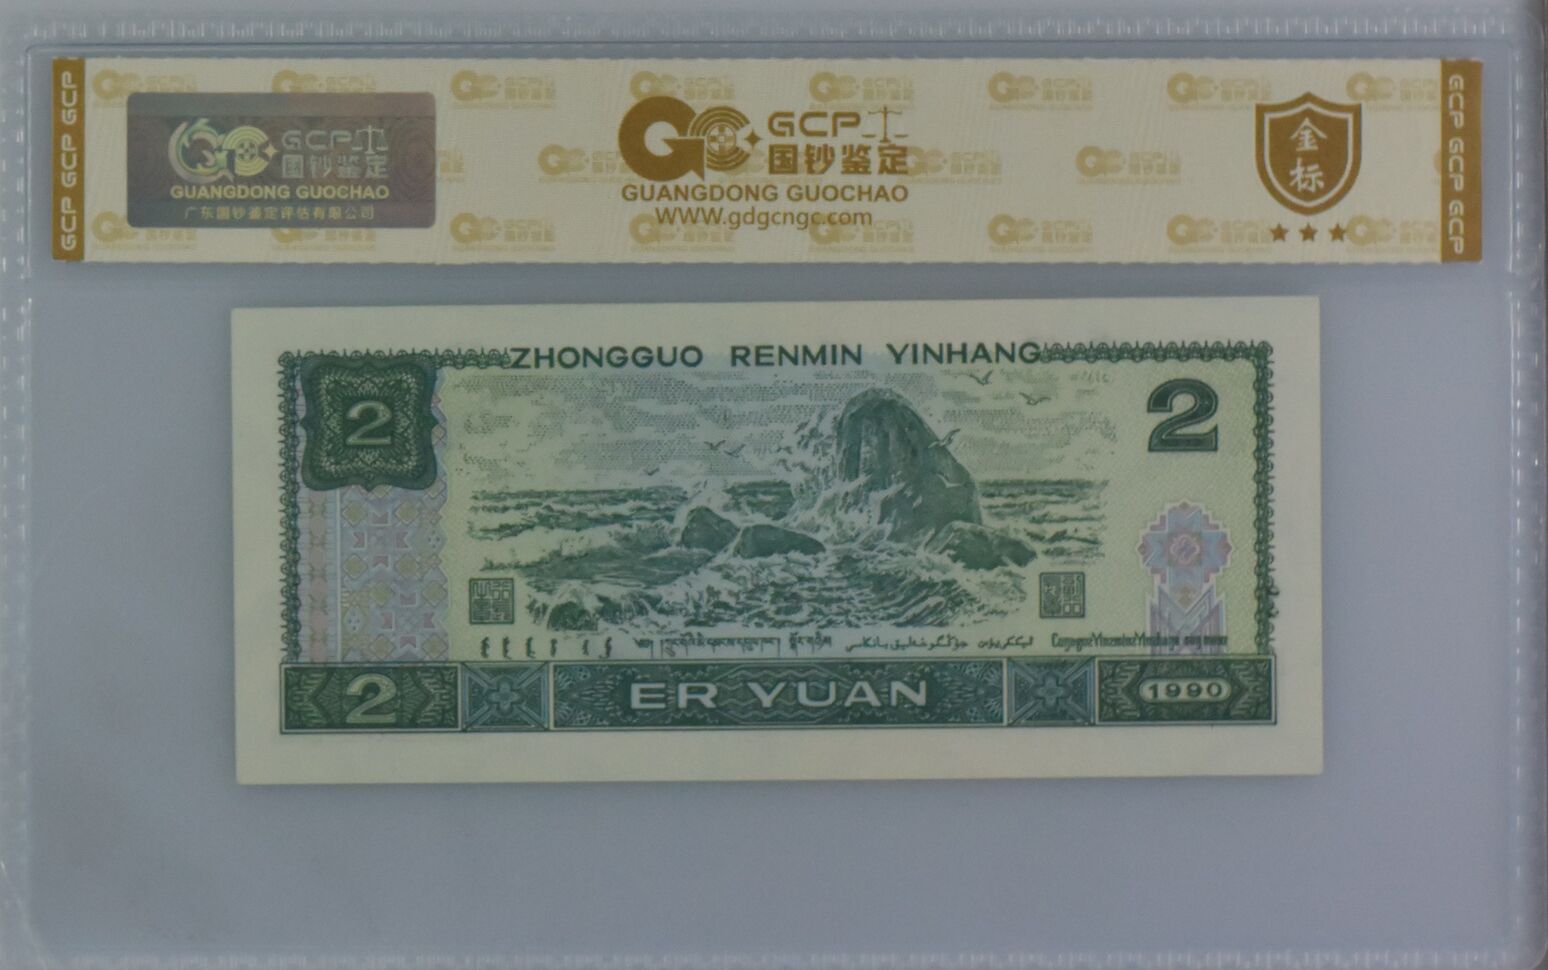 GCP GCP GCP
GCP
国钞鉴定
GUANGDONG GUOCHAO
广东国钞鉴定评估有限公司
GCP
国钞鉴定
GUANGDONG GUOCHAO
WWW.gdgcngc.com
金标
GCP GCP GCP
ZHONGGUO RENMIN YINHANG
2
2
2
ER YUAN
1990